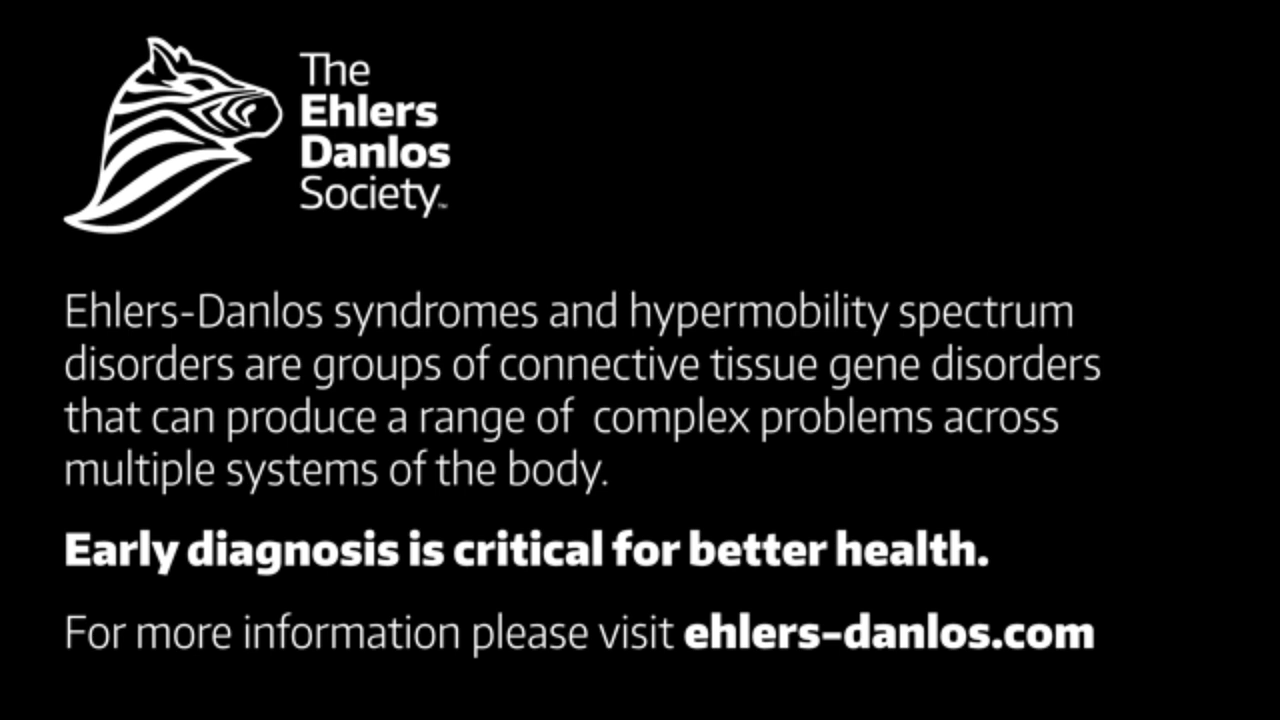 The
Ehlers
Danlos
Society™
Ehlers-Danlos syndromes and hypermobility spectrum
disorders are groups of connective tissue gene disorders
that can produce a range of complex problems across
multiple systems of the body.
Early diagnosis is critical for better health.
For more information please visit ehlers-danlos.com